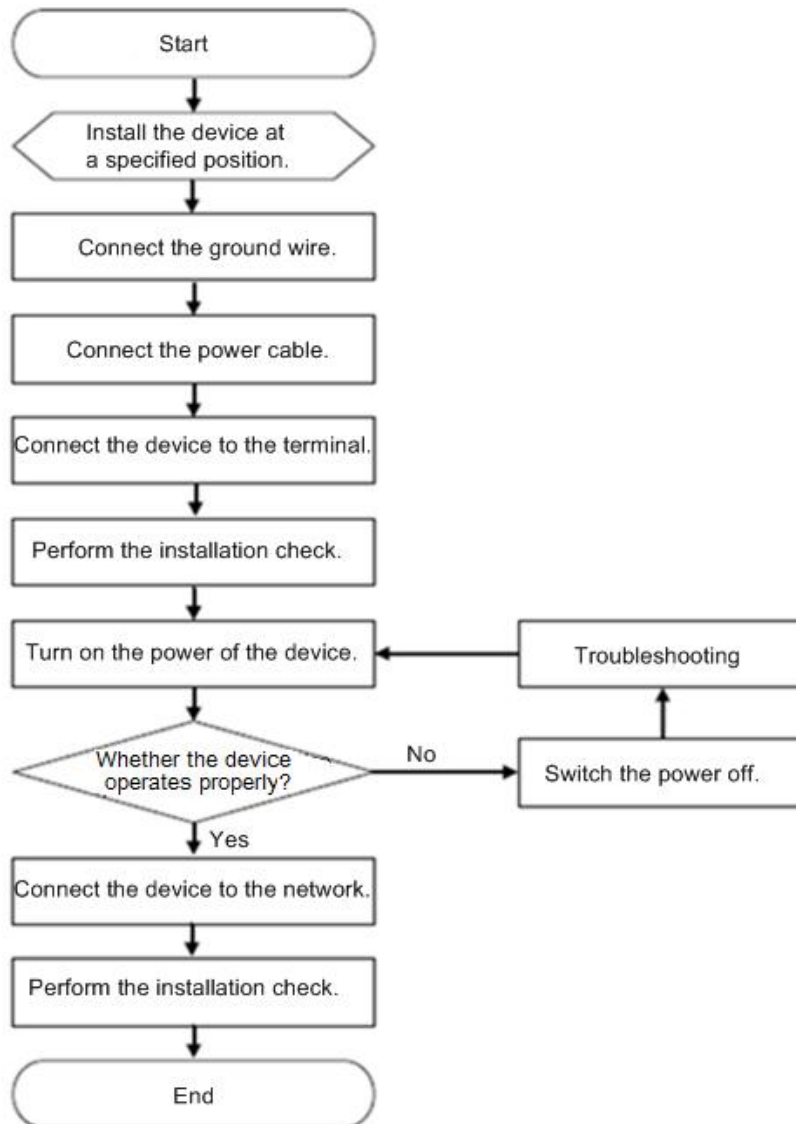 Start
Install the device at
a specified position.
Connect the ground wire.
Connect the power cable.
Connect the device to the terminal.
Perform the installation check.
Turn on the power of the device.
Troubleshooting
Whether the device
operates properly?
No
Switch the power off.
Yes
Connect the device to the network.
Perform the installation check.
End